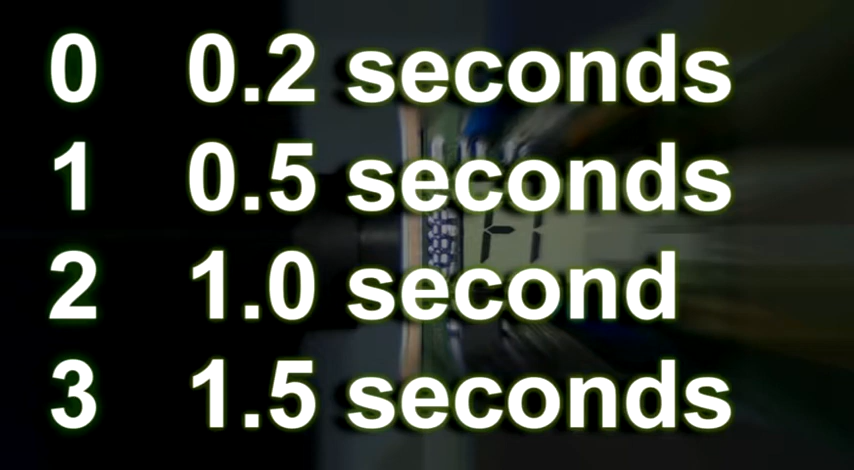 0 0.2 seconds
1 0.5 seconds
2 1.0 second
3 1.5 seconds